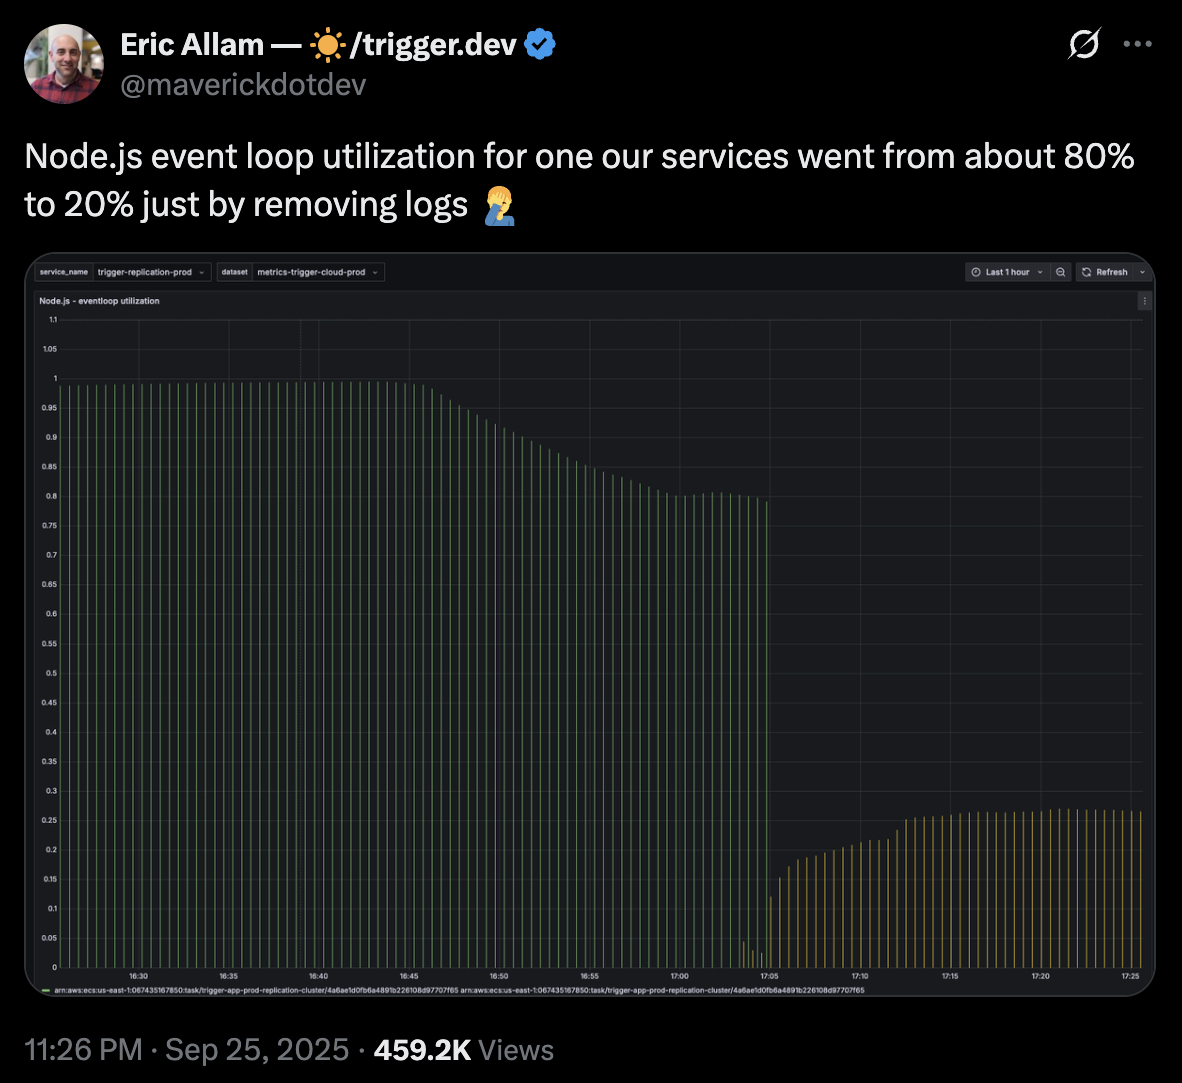 Eric Allam — ☀️/trigger.dev
@maverickdotdev
Node.js event loop utilization for one our services went from about 80%
to 20% just by removing logs 🤦‍♂️
service_name trigger-replication-prod dataset metrics-trigger-cloud-prod Last 1 hour Refresh
Node.js - eventloop utilization
1.1
1.05
1
0.95
0.9
0.85
0.8
0.75
0.7
0.65
0.6
0.55
0.5
0.45
0.4
0.35
0.3
0.25
0.2
0.15
0.1
0.05
0
16:30 16:35 16:40 16:45 16:50 16:55 17:00 17:05 17:10 17:15 17:20 17:25
arn:aws:ecs:us-east-1:067435167850:task/trigger-app-prod-replication-cluster/4a6ae1d0fb6a4891b226108d97707f65 arn:aws:ecs:us-east-1:067435167850:task/trigger-app-prod-replication-cluster/4a6ae1d0fb6a4891b226108d97707f65
11:26 PM · Sep 25, 2025 · 459.2K Views